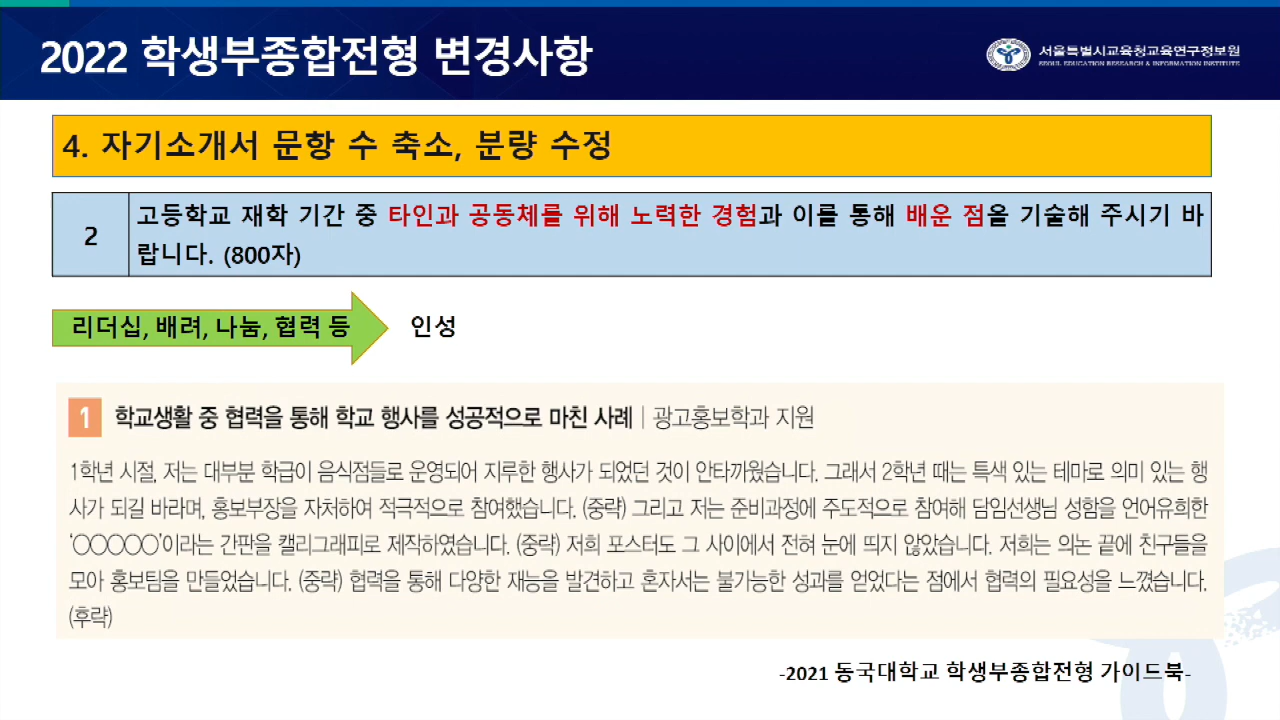 2022 학생부종합전형 변경사항
서울특별시교육청교육연구정보원
SEOUL EDUCATION RESEARCH & INFORMATION INSTITUTE
4. 자기소개서 문항 수 축소, 분량 수정
2
고등학교 재학 기간 중 타인과 공동체를 위해 노력한 경험과 이를 통해 배운 점을 기술해 주시기 바
랍니다. (800자)
리더십, 배려, 나눔, 협력 등
인성
1 학교생활 중 협력을 통해 학교 행사를 성공적으로 마친 사례 | 광고홍보학과 지원
1학년 시절, 저는 대부분 학급이 음식점들로 운영되어 지루한 행사가 되었던 것이 안타까웠습니다. 그래서 2학년 때는 특색 있는 테마로 의미 있는 행
사가 되길 바라며, 홍보부장을 자처하여 적극적으로 참여했습니다. (중략) 그리고 저는 준비과정에 주도적으로 참여해 담임선생님 성함을 언어유희한
‘○○○○○’이라는 간판을 캘리그래피로 제작하였습니다. (중략) 저희 포스터도 그 사이에서 전혀 눈에 띄지 않았습니다. 저희는 의논 끝에 친구들을
모아 홍보팀을 만들었습니다. (중략) 협력을 통해 다양한 재능을 발견하고 혼자서는 불가능한 성과를 얻었다는 점에서 협력의 필요성을 느꼈습니다.
(후략)
-2021 동국대학교 학생부종합전형 가이드북-